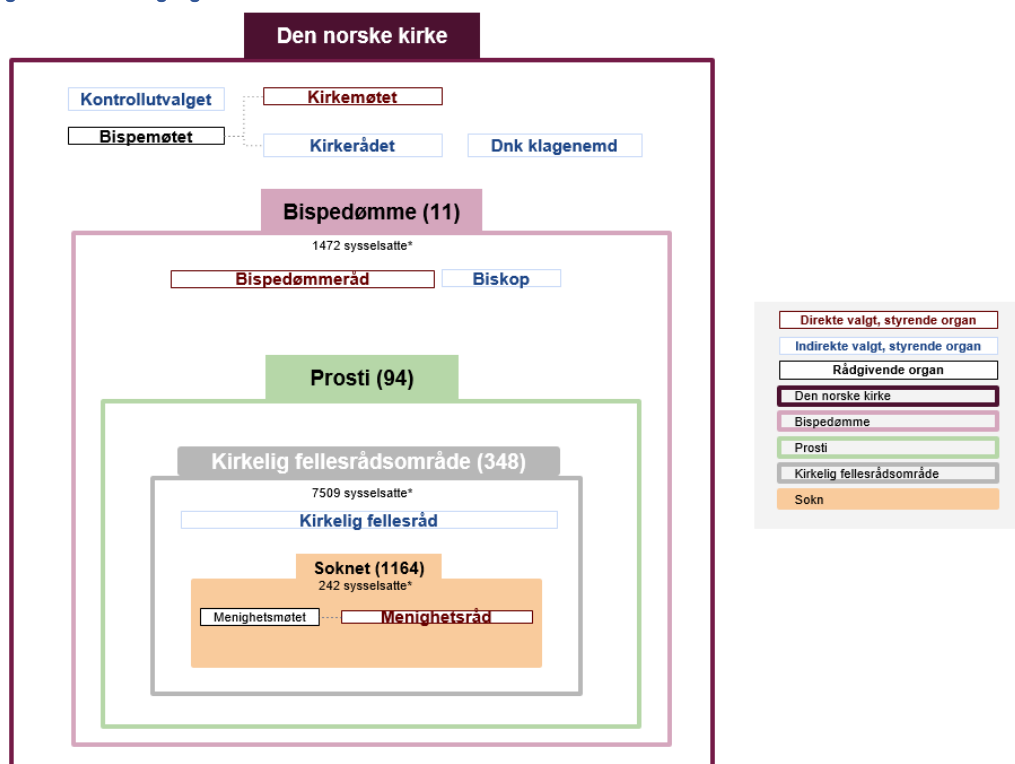 Den norske kirke
Kontrollutvalget
Kirkemøtet
Bispemøtet
Kirkerådet
Dnk klagenemd
Bispedømme (11)
1472 sysselsatte*
Bispedømmeråd
Biskop
Prosti (94)
Kirkelig fellesrådsområde (348)
7509 sysselsatte*
Kirkelig fellesråd
Soknet (1164)
242 sysselsatte*
Menighetsmøtet
Menighetsråd
Direkte valgt, styrende organ
Indirekte valgt, styrende organ
Rådgivende organ
Den norske kirke
Bispedømme
Prosti
Kirkelig fellesrådsområde
Sokn